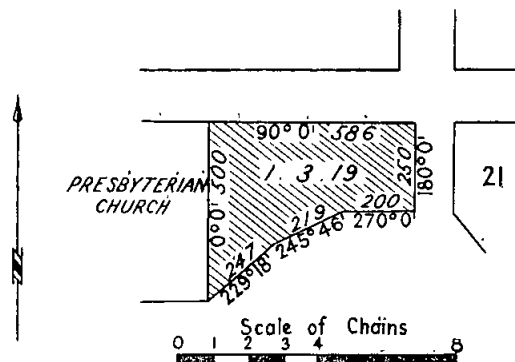 90° 0' 586
1. 3. 19
250
180° 0'
21
PRESBYTERIAN
CHURCH
0° 0' 500
200
270° 0'
219
245° 46'
247
229° 18'
N
Scale of Chains
0 1 2 3 4 8